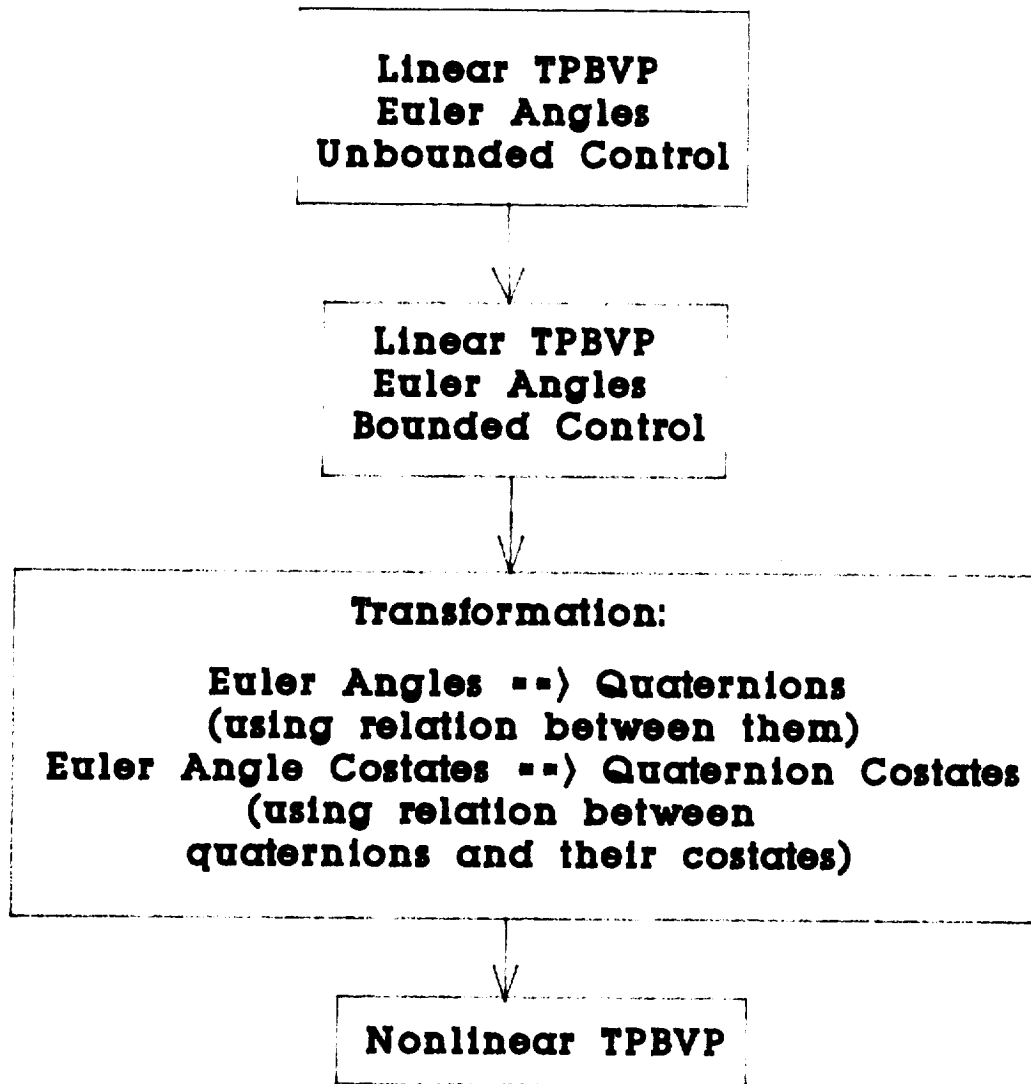 Linear TPBVP
Euler Angles
Unbounded Control
Linear TPBVP
Euler Angles
Bounded Control
Transformation:
Euler Angles ==> Quaternions
(using relation between them)
Euler Angle Costates ==> Quaternion Costates
(using relation between
quaternions and their costates)
Nonlinear TPBVP